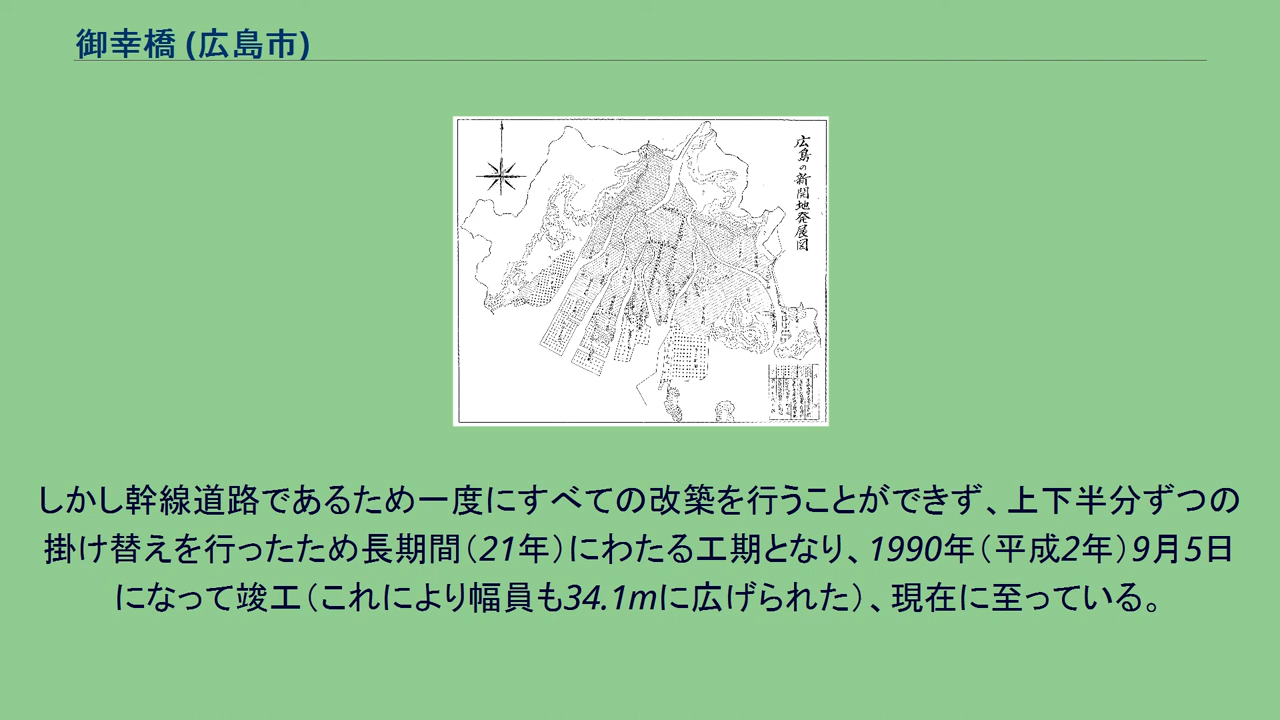 御幸橋 (広島市)
広島の新開地発展図
しかし幹線道路であるため一度にすべての改築を行うことができず、上下半分ずつの
掛け替えを行ったため長期間（21年）にわたる工期となり、1990年（平成2年）9月5日
になって竣工（これにより幅員も34.1mに広げられた）、現在に至っている。